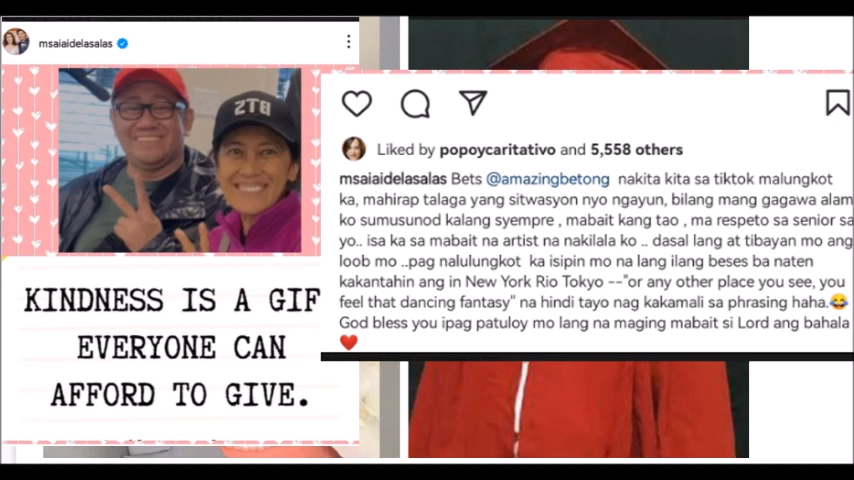 msaiaidelasalas
2TB
KINDNESS IS A GIF
EVERYONE CAN
AFFORD TO GIVE.
Liked by popoycaritativo and 5,558 others
msaiaidelasalas Bets @amazingbetong nakita kita sa tiktok malungkot
ka, mahirap talaga yang sitwasyon nyo ngayun, bilang mang gagawa alam
ko sumusunod kalang syempre , mabait kang tao , ma respeto sa senior sa
yo.. isa ka sa mabait na artist na nakilala ko .. dasal lang at tibayan mo ang
loob mo ..pag nalulungkot ka isipin mo na lang ilang beses ba naten
kakantahin ang in New York Rio Tokyo --"or any other place you see, you
feel that dancing fantasy" na hindi tayo nag kakamali sa phrasing haha.😂
God bless you ipag patuloy mo lang na maging mabait si Lord ang bahala
❤️